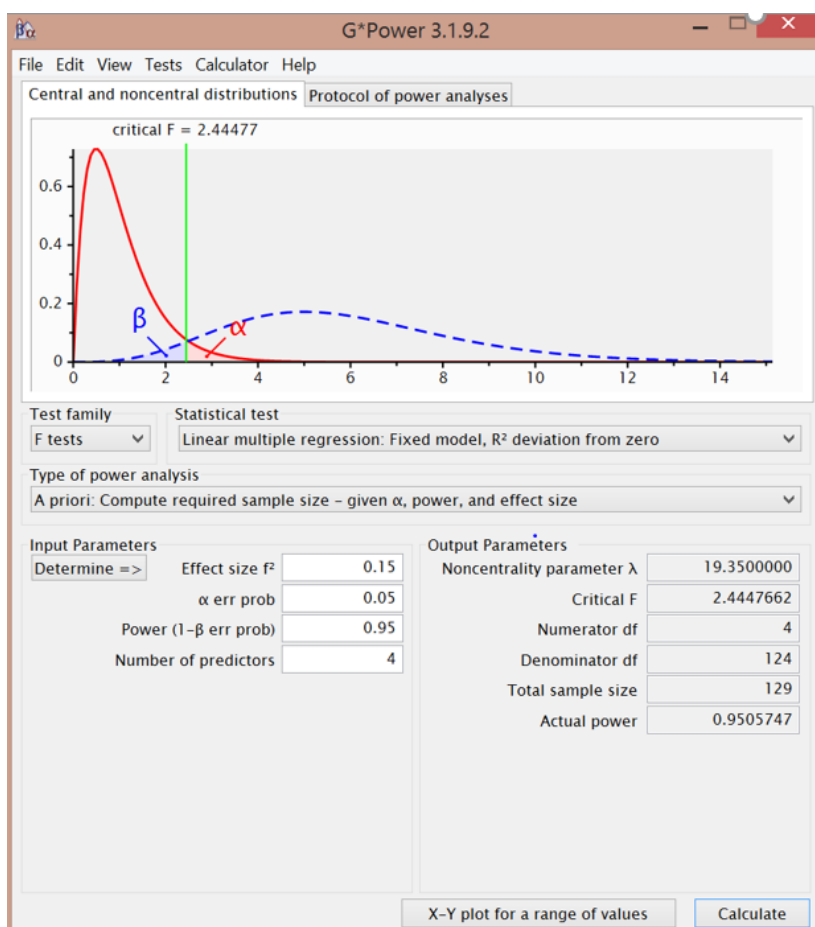 βα G*Power 3.1.9.2
File Edit View Tests Calculator Help
Central and noncentral distributions Protocol of power analyses
critical F = 2.44477
0.6
0.4
0.2
0
β α
0 2 4 6 8 10 12 14
Test family Statistical test
F tests Linear multiple regression: Fixed model, R² deviation from zero
Type of power analysis
A priori: Compute required sample size – given α, power, and effect size
Input Parameters Output Parameters
Determine => Effect size f² 0.15 Noncentrality parameter λ 19.3500000
α err prob 0.05 Critical F 2.4447662
Power (1-β err prob) 0.95 Numerator df 4
Number of predictors 4 Denominator df 124
Total sample size 129
Actual power 0.9505747
X-Y plot for a range of values Calculate